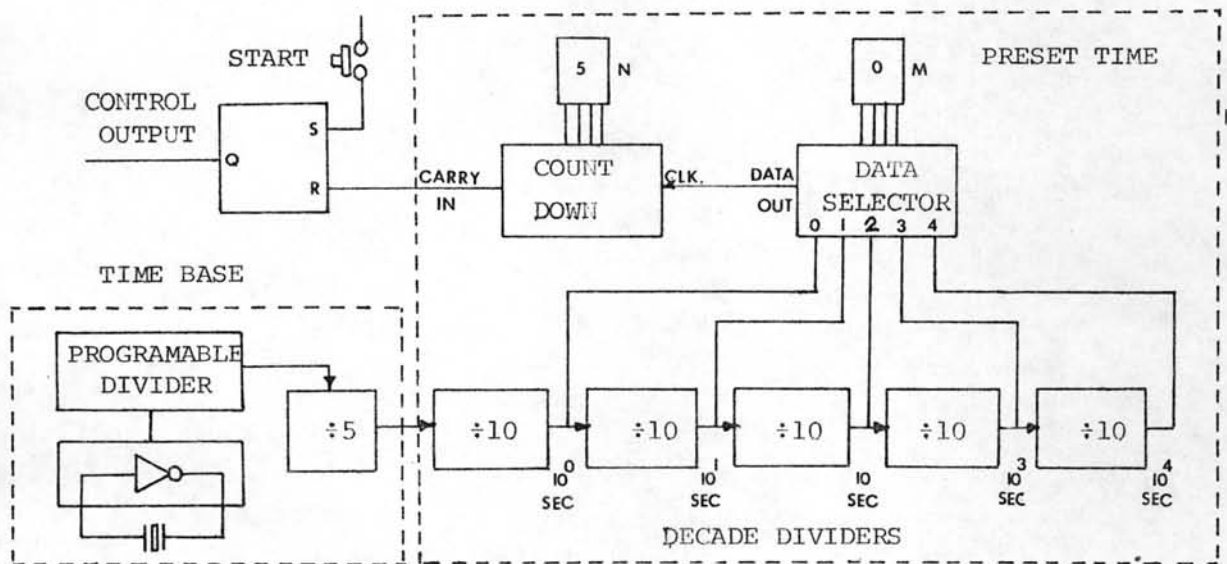 START
CONTROL
OUTPUT
S
Q
R
PRESET TIME
5 N
0 M
CARRY
IN
COUNT
DOWN
CLK.
DATA
OUT
DATA
SELECTOR
0 1 2 3 4
TIME BASE
PROGRAMABLE
DIVIDER
÷5
÷10
÷10
÷10
÷10
÷10
0
1
3
4
10
SEC
10
SEC
10
SEC
10
SEC
10
SEC
DECADE DIVIDERS